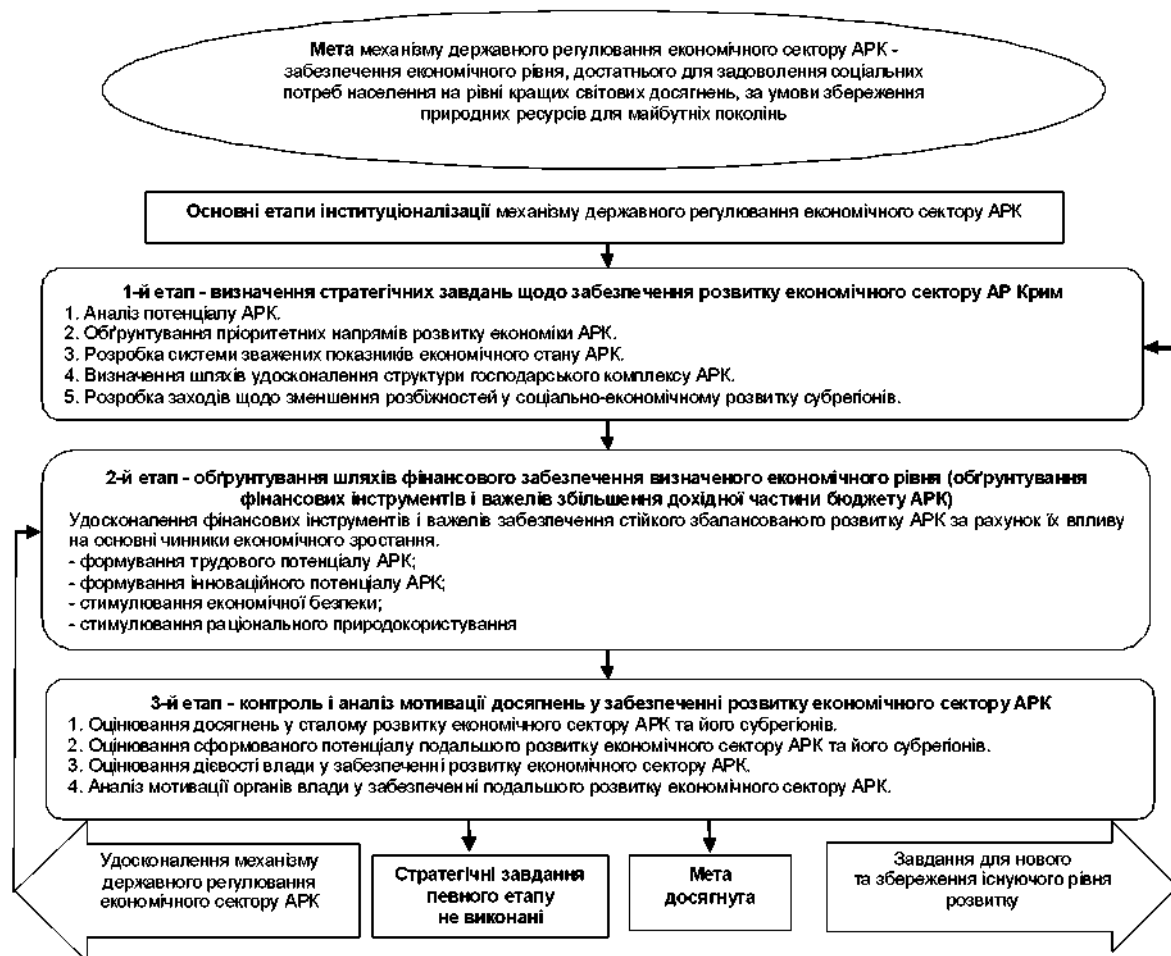 Мета механізму державного регулювання економічного сектору АРК -
забезпечення економічного рівня, достатнього для задоволення соціальних
потреб населення на рівні кращих світових досягнень, за умови збереження
природних ресурсів для майбутніх поколінь
Основні етапи інституціоналізації механізму державного регулювання економічного сектору АРК
1-й етап - визначення стратегічних завдань щодо забезпечення розвитку економічного сектору АР Крим
1. Аналіз потенціалу АРК.
2. Обґрунтування пріоритетних напрямів розвитку економіки АРК.
3. Розробка системи зважених показників економічного стану АРК.
4. Визначення шляхів удосконалення структури господарського комплексу АРК.
5. Розробка заходів щодо зменшення розбіжностей у соціально-економічному розвитку субрегіонів.
2-й етап - обґрунтування шляхів фінансового забезпечення визначеного економічного рівня (обґрунтування
фінансових інструментів і важелів збільшення дохідної частини бюджету АРК)
Удосконалення фінансових інструментів і важелів забезпечення стійкого збалансованого розвитку АРК за рахунок їх впливу
на основні чинники економічного зростання.
- формування трудового потенціалу АРК;
- формування інноваційного потенціалу АРК;
- стимулювання економічної безпеки;
- стимулювання раціонального природокористування
3-й етап - контроль і аналіз мотивації досягнень у забезпеченні розвитку економічного сектору АРК
1. Оцінювання досягнень у сталому розвитку економічного сектору АРК та його субрегіонів.
2. Оцінювання сформованого потенціалу подальшого розвитку економічного сектору АРК та його субрегіонів.
3. Оцінювання дієвості влади у забезпеченні розвитку економічного сектору АРК.
4. Аналіз мотивації органів влади у забезпеченні подальшого розвитку економічного сектору АРК.
Удосконалення механізму
державного регулювання
економічного сектору АРК
Стратегічні завдання
певного етапу
не виконані
Мета
досягнута
Завдання для нового
та збереження існуючого рівня
розвитку